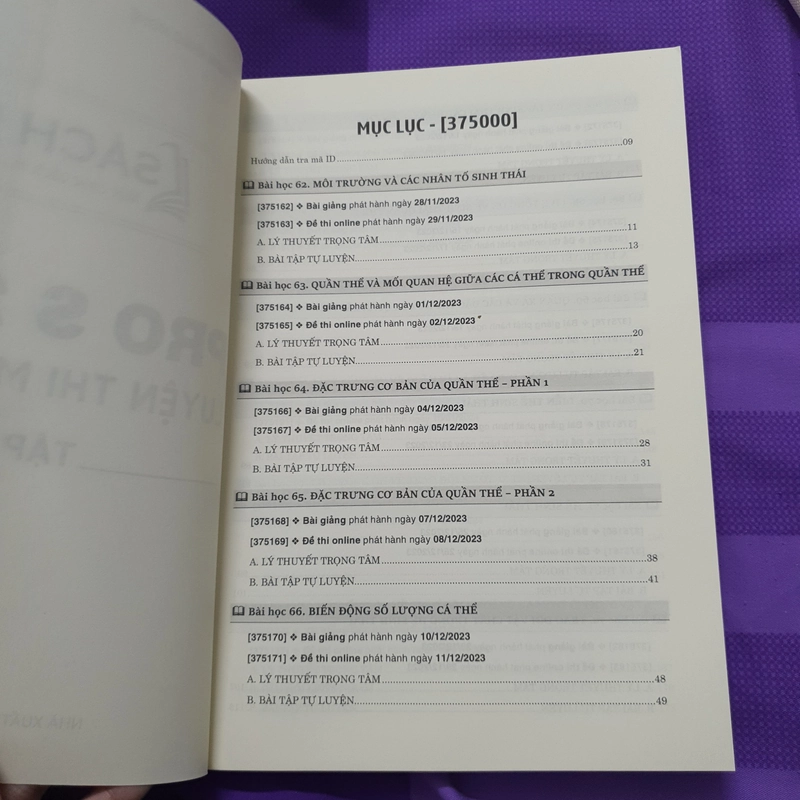 MỤC LỤC - [375000]
Hướng dẫn tra mã ID....................09
Bài học 62. MÔI TRƯỜNG VÀ CÁC NHÂN TỐ SINH THÁI
[375162] ❖ Bài giảng phát hành ngày 28/11/2023
[375163] ❖ Đề thi online phát hành ngày 29/11/2023
A. LÝ THUYẾT TRỌNG TÂM....................11
B. BÀI TẬP TỰ LUYỆN....................13
Bài học 63. QUẦN THỂ VÀ MỐI QUAN HỆ GIỮA CÁC CÁ THỂ TRONG QUẦN THỂ
[375164] ❖ Bài giảng phát hành ngày 01/12/2023
[375165] ❖ Đề thi online phát hành ngày 02/12/2023
A. LÝ THUYẾT TRỌNG TÂM....................20
B. BÀI TẬP TỰ LUYỆN....................21
Bài học 64. ĐẶC TRƯNG CƠ BẢN CỦA QUẦN THỂ – PHẦN 1
[375166] ❖ Bài giảng phát hành ngày 04/12/2023
[375167] ❖ Đề thi online phát hành ngày 05/12/2023
A. LÝ THUYẾT TRỌNG TÂM....................28
B. BÀI TẬP TỰ LUYỆN....................31
Bài học 65. ĐẶC TRƯNG CƠ BẢN CỦA QUẦN THỂ – PHẦN 2
[375168] ❖ Bài giảng phát hành ngày 07/12/2023
[375169] ❖ Đề thi online phát hành ngày 08/12/2023
A. LÝ THUYẾT TRỌNG TÂM....................38
B. BÀI TẬP TỰ LUYỆN....................41
Bài học 66. BIẾN ĐỘNG SỐ LƯỢNG CÁ THỂ
[375170] ❖ Bài giảng phát hành ngày 10/12/2023
[375171] ❖ Đề thi online phát hành ngày 11/12/2023
A. LÝ THUYẾT TRỌNG TÂM....................48
B. BÀI TẬP TỰ LUYỆN....................49